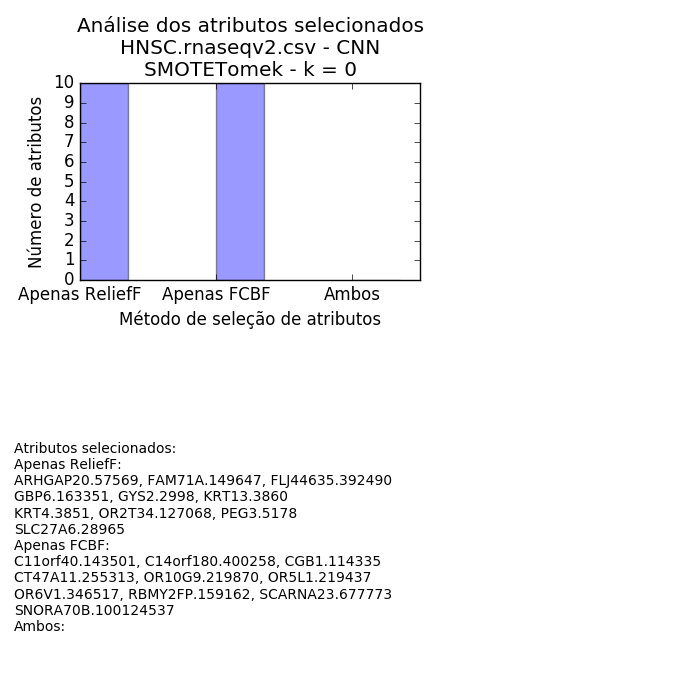 Análise dos atributos selecionados
HNSC.rnaseqv2.csv - CNN
SMOTETomek - k = 0
Número de atributos
10
9
8
7
6
5
4
3
2
1
0
Apenas ReliefF Apenas FCBF Ambos
Método de seleção de atributos
Atributos selecionados:
Apenas ReliefF:
ARHGAP20.57569, FAM71A.149647, FLJ44635.392490
GBP6.163351, GYS2.2998, KRT13.3860
KRT4.3851, OR2T34.127068, PEG3.5178
SLC27A6.28965
Apenas FCBF:
C11orf40.143501, C14orf180.400258, CGB1.114335
CT47A11.255313, OR10G9.219870, OR5L1.219437
OR6V1.346517, RBMY2FP.159162, SCARNA23.677773
SNORA70B.100124537
Ambos: